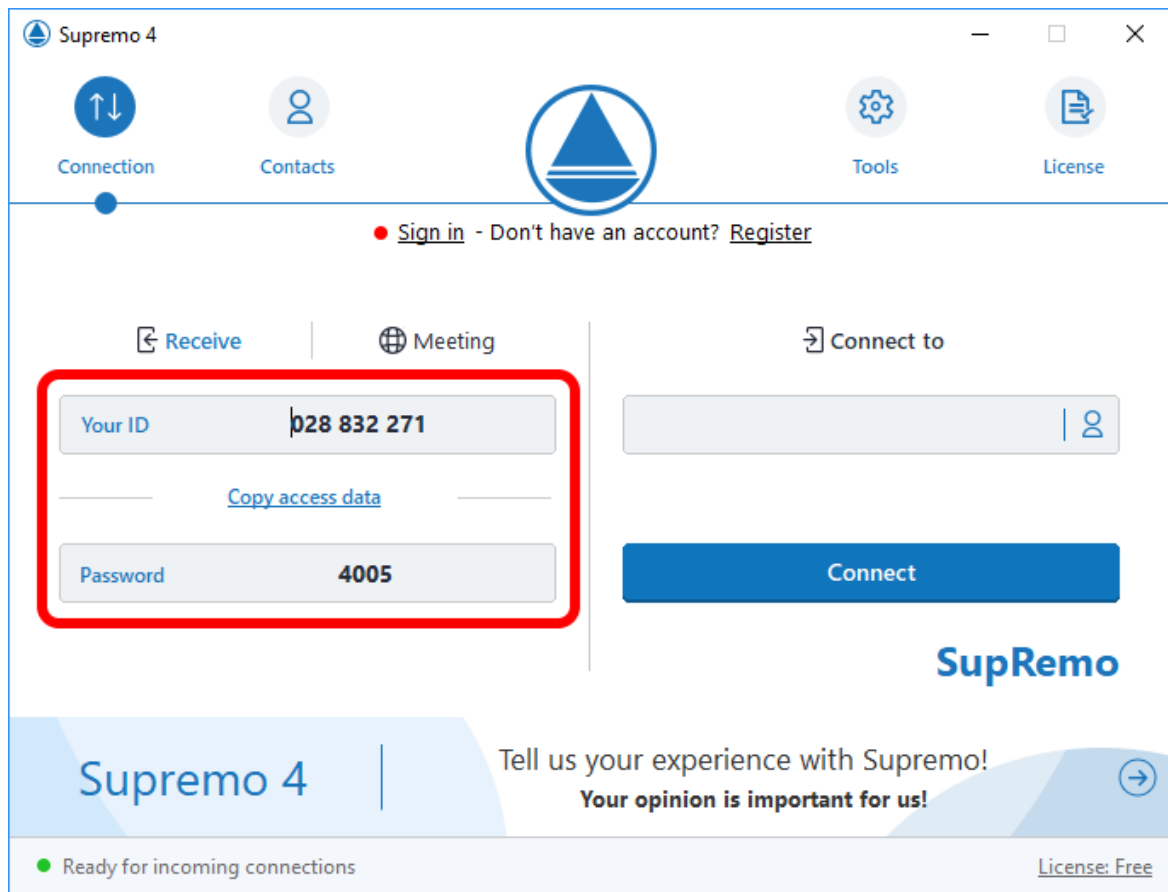 Supremo 4
Connection
Contacts
Tools
License
Sign in - Don't have an account? Register
Receive
Meeting
Connect to
Your ID 028 832 271
Copy access data
Password 4005
Connect
SupRemo
Supremo 4
Tell us your experience with Supremo!
Your opinion is important for us!
Ready for incoming connections
License: Free